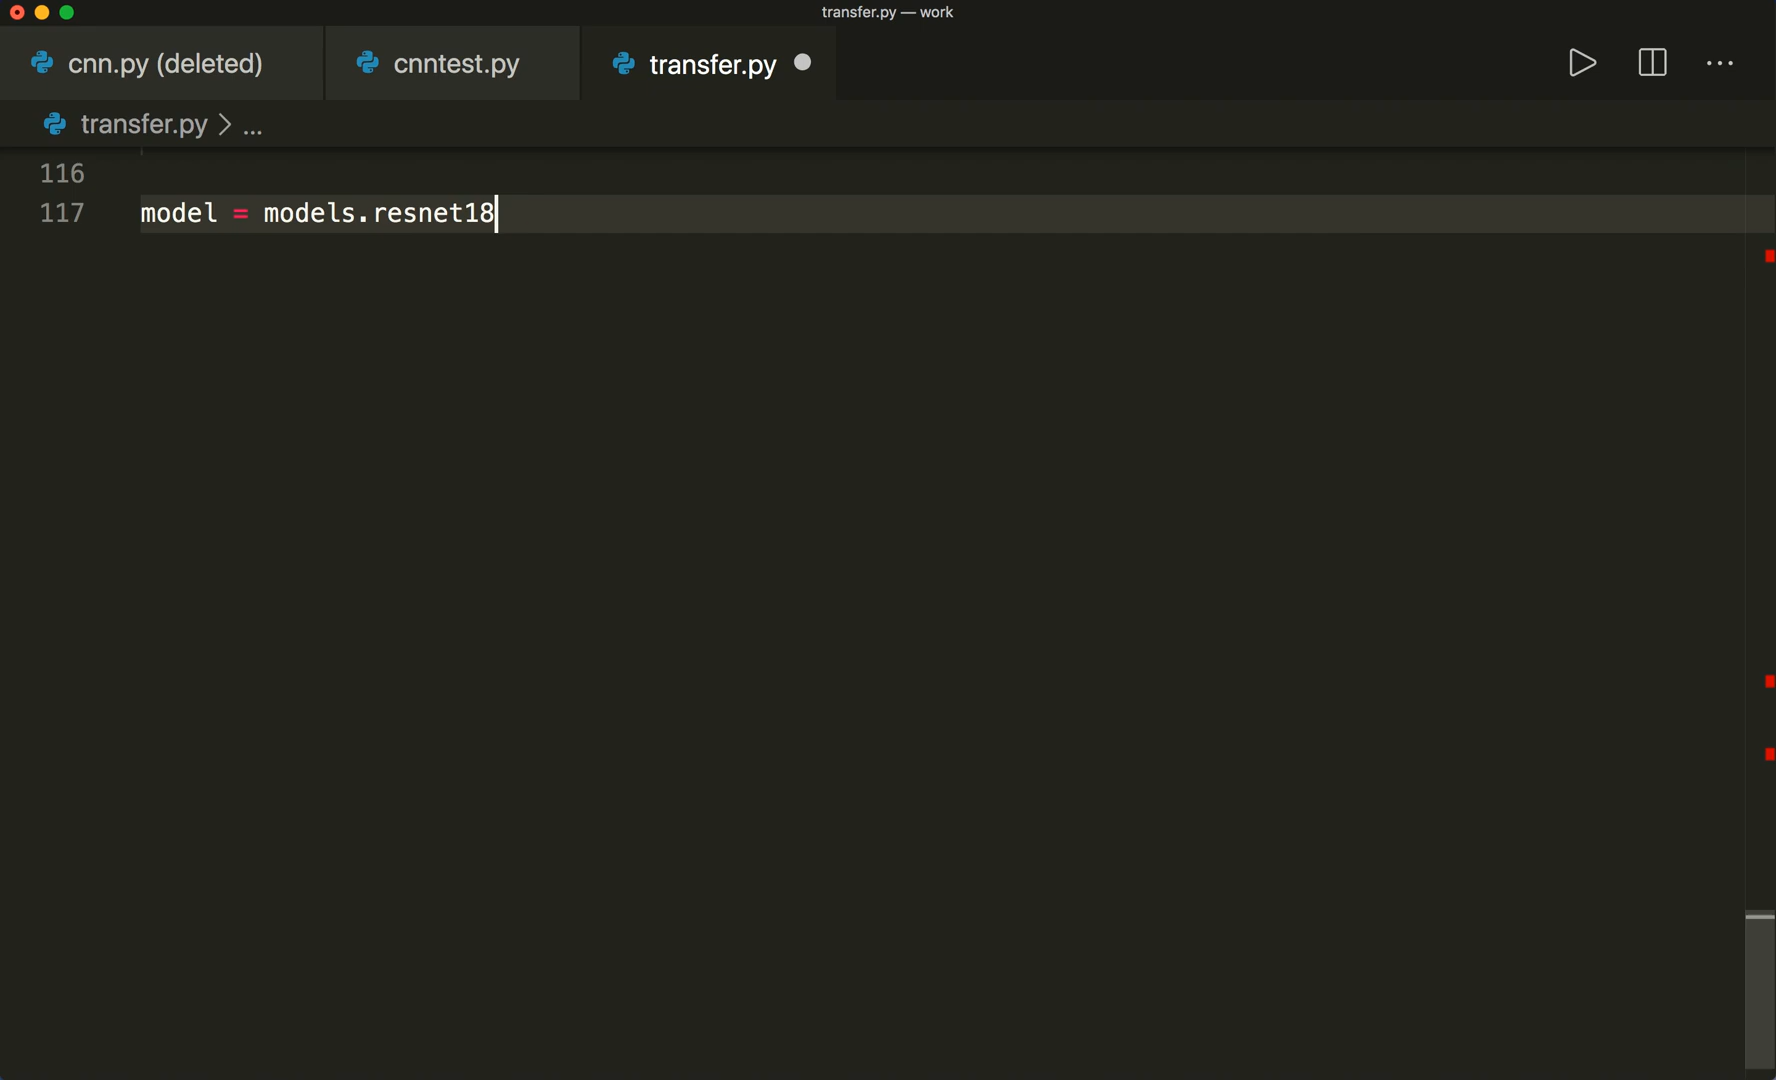 transfer.py — work
cnn.py (deleted)
cnntest.py
transfer.py
transfer.py > ...
116
117 model = models.resnet18